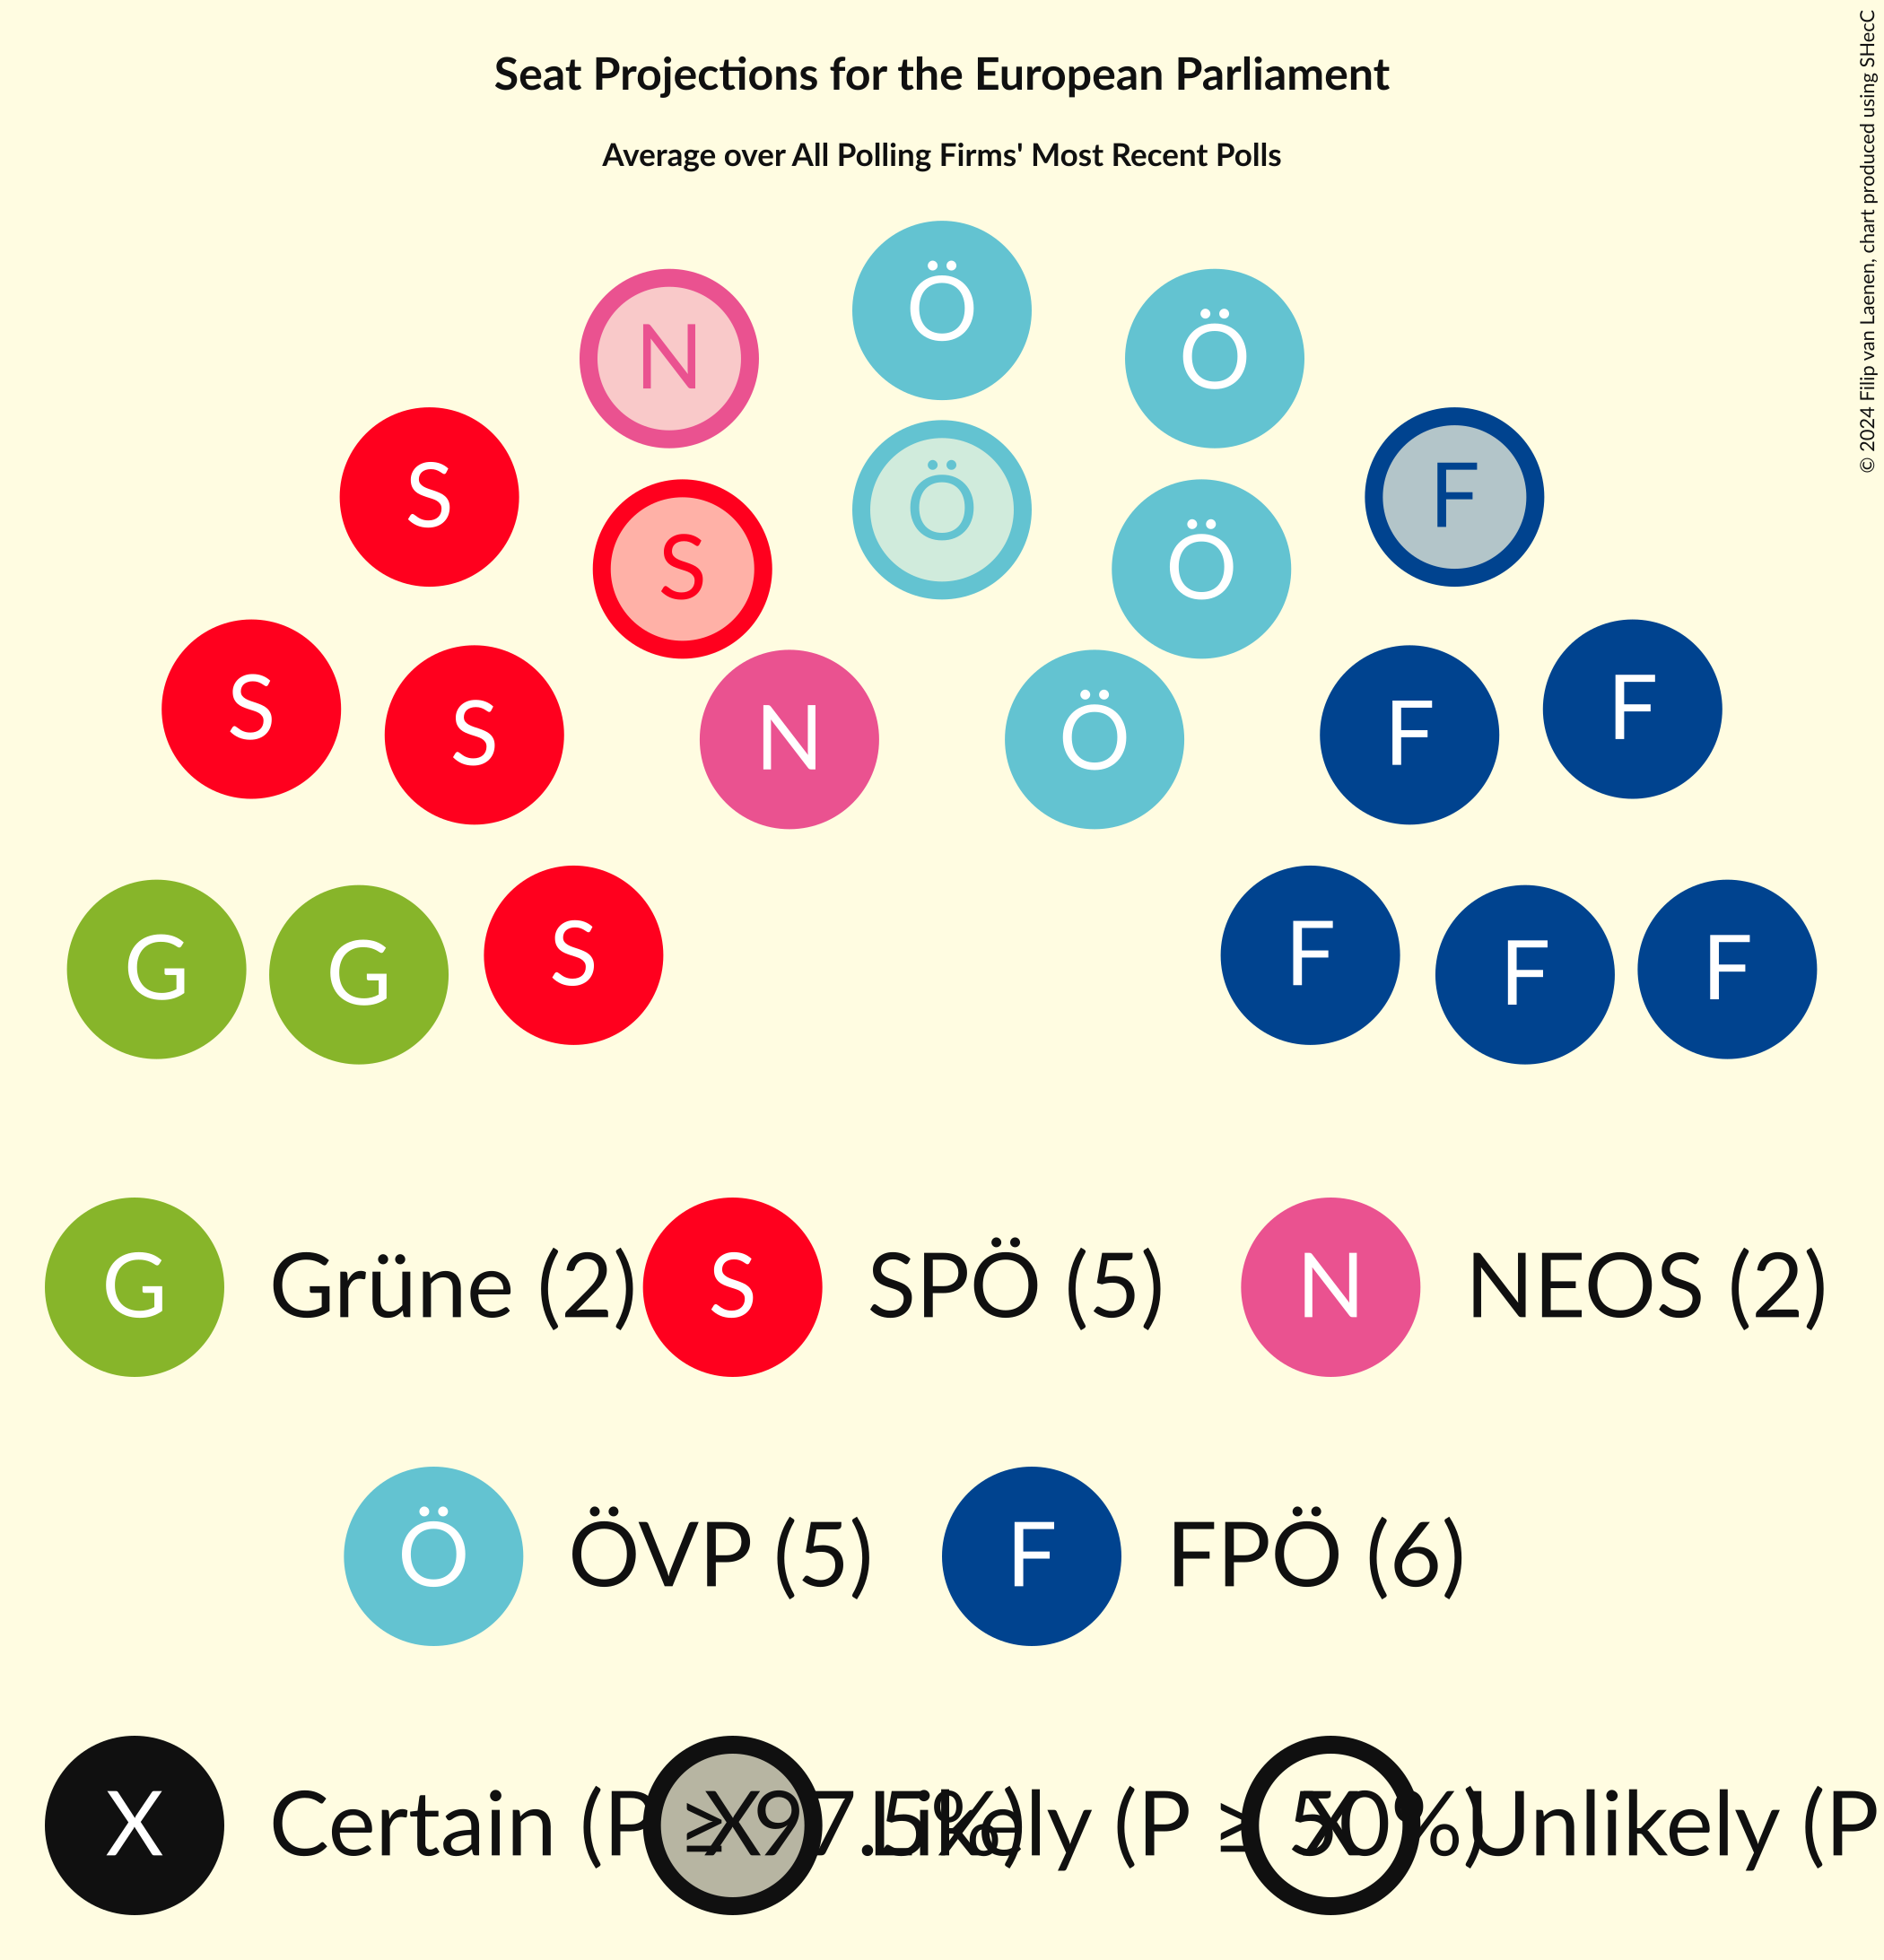 Seat Projections for the European Parliament
Average over All Polling Firms' Most Recent Polls
© 2024 Filip van Laenen, chart produced using SHecC
Ö
N Ö
S Ö F
S Ö
S S N Ö F F
G G S F F F
G Grüne (2) S SPÖ (5) N NEOS (2)
Ö ÖVP (5) F FPÖ (6)
X Certain (P ≥ 97.5%) X Likely (P ≥ 50%) X Unlikely (P